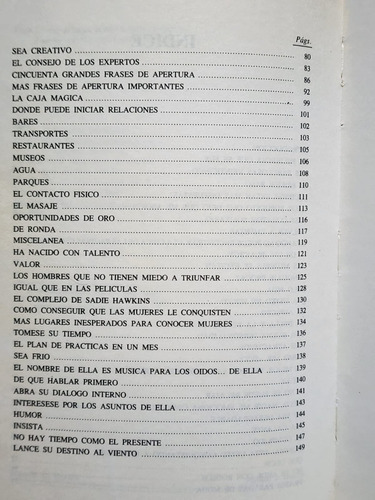 Págs.
SEA CREATIVO ........ 80
EL CONSEJO DE LOS EXPERTOS ........ 83
CINCUENTA GRANDES FRASES DE APERTURA ........ 86
MAS FRASES DE APERTURA IMPORTANTES ........ 92
LA CAJA MAGICA ........ 99
DONDE PUEDE INICIAR RELACIONES ........ 101
BARES ........ 102
TRANSPORTES ........ 103
RESTAURANTES ........ 105
MUSEOS ........ 106
AGUA ........ 108
PARQUES ........ 110
EL CONTACTO FISICO ........ 111
EL MASAJE ........ 113
OPORTUNIDADES DE ORO ........ 116
DE RONDA ........ 117
MISCELANEA ........ 119
HA NACIDO CON TALENTO ........ 121
VALOR ........ 123
LOS HOMBRES QUE NO TIENEN MIEDO A TRIUNFAR ........ 125
IGUAL QUE EN LAS PELICULAS ........ 128
EL COMPLEJO DE SADIE HAWKINS ........ 130
COMO CONSEGUIR QUE LAS MUJERES LE CONQUISTEN ........ 132
MAS LUGARES INESPERADOS PARA CONOCER MUJERES ........ 134
TOMESE SU TIEMPO ........ 136
EL PLAN DE PRACTICAS EN UN MES ........ 137
SEA FRIO ........ 138
EL NOMBRE DE ELLA ES MUSICA PARA LOS OIDOS... DE ELLA ........ 139
DE QUE HABLAR PRIMERO ........ 140
ABRA SU DIALOGO INTERNO ........ 141
INTERESESE POR LOS ASUNTOS DE ELLA ........ 143
HUMOR ........ 144
INSISTA ........ 145
NO HAY TIEMPO COMO EL PRESENTE ........ 147
LANCE SU DESTINO AL VIENTO ........ 149